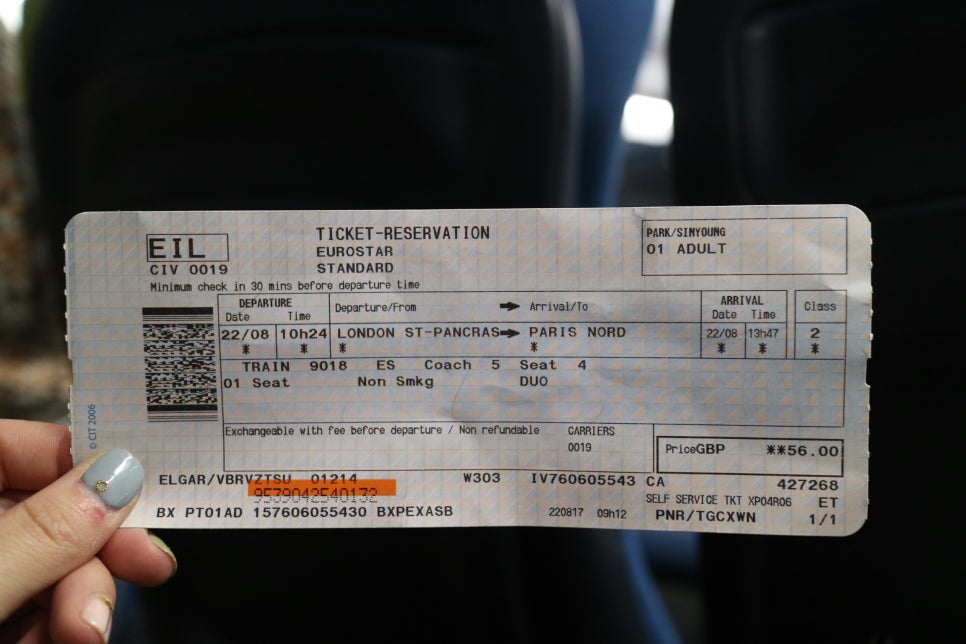 EIL
CIV 0019
TICKET-RESERVATION
EUROSTAR
STANDARD
PARK/SINYOUNG
01 ADULT
Minimum check in 30 mins before departure time
DEPARTURE
Date Time
Departure/From Arrival/To
ARRIVAL
Date Time
Class
22/08 10h24 LONDON ST-PANCRAS PARIS NORD 22/08 13h47 2
* * * * * * *
TRAIN 9018 ES Coach 5 Seat 4
01 Seat Non Smkg DUO
© CIT 2006
Exchangeable with fee before departure / Non refundable
CARRIERS
0019
PriceGBP **56.00
ELGAR/VBRVZTSU 01214 W303 IV760605543 CA 427268
9539042540132
SELF SERVICE TKT XP04R06 ET
BX PT01AD 157606055430 BXPEXASB 220817 09h12 PNR/TGCXWN 1/1